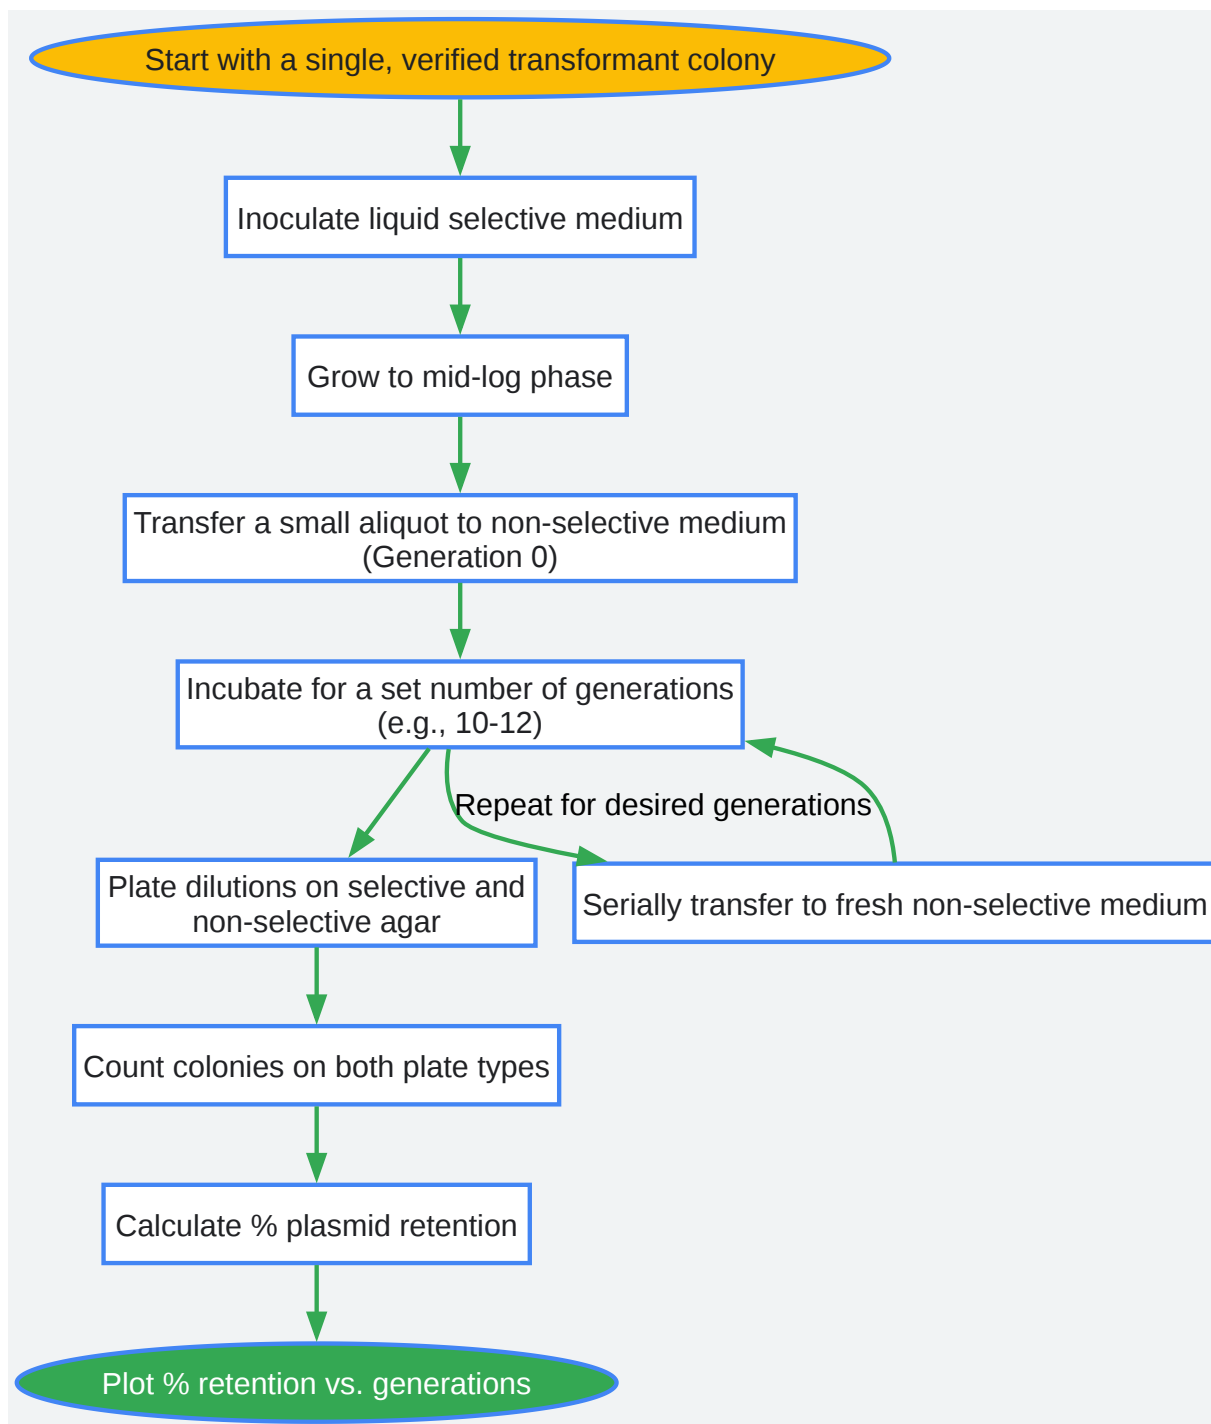 Start with a single, verified transformant colony
Inoculate liquid selective medium
Grow to mid-log phase
Transfer a small aliquot to non-selective medium
(Generation 0)
Incubate for a set number of generations
(e.g., 10-12)
Repeat for desired generations
Plate dilutions on selective and
non-selective agar
Serially transfer to fresh non-selective medium
Count colonies on both plate types
Calculate % plasmid retention
Plot % retention vs. generations